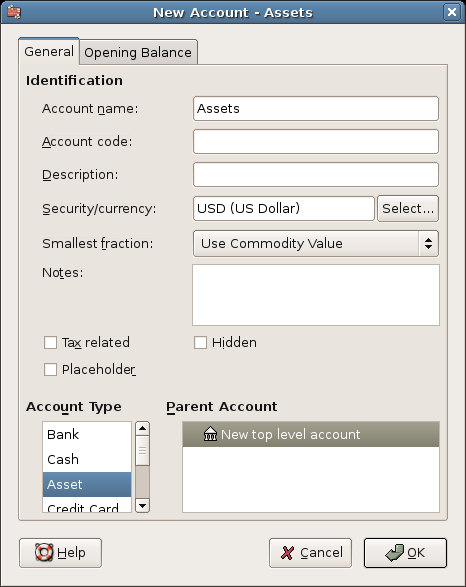 New Account - Assets
General
Opening Balance
Identification
Account name:
Assets
Account code:
Description:
Security/currency:
USD (US Dollar)
Select...
Smallest fraction:
Use Commodity Value
Notes:
Tax related
Hidden
Placeholder
Account Type
Parent Account
Bank
New top level account
Cash
Asset
Credit Card
Help
Cancel
OK